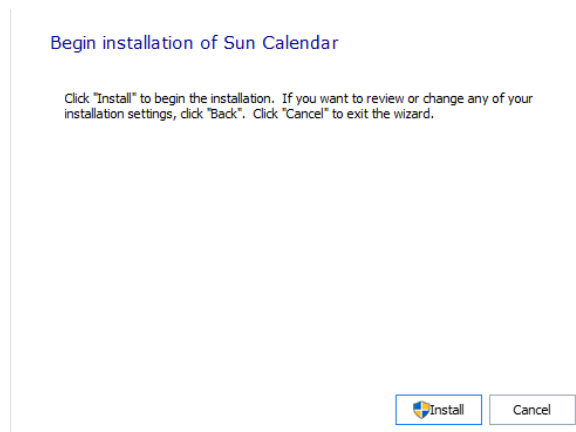 Begin installation of Sun Calendar
Click "Install" to begin the installation.  If you want to review or change any of your
installation settings, click "Back".  Click "Cancel" to exit the wizard.
Install
Cancel